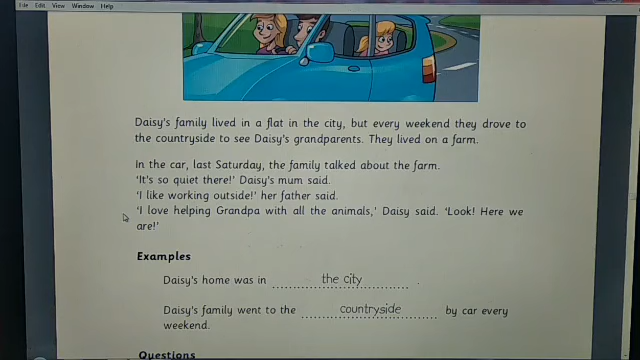 File Edit View Window Help
Daisy's family lived in a flat in the city, but every weekend they drove to
the countryside to see Daisy's grandparents. They lived on a farm.
In the car, last Saturday, the family talked about the farm.
‘It's so quiet there!’ Daisy's mum said.
‘I like working outside!’ her father said.
‘I love helping Grandpa with all the animals,’ Daisy said. ‘Look! Here we
are!’
Examples
Daisy's home was in the city .
Daisy's family went to the countryside by car every
weekend.
Questions